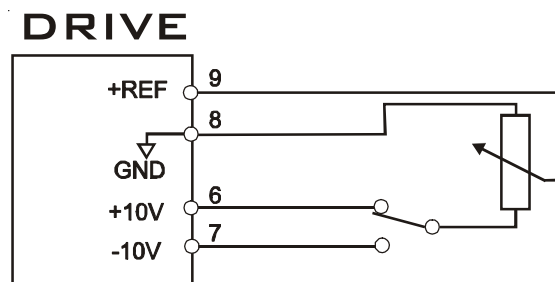 DRIVE
+REF 9
8
GND
+10V 6
-10V 7